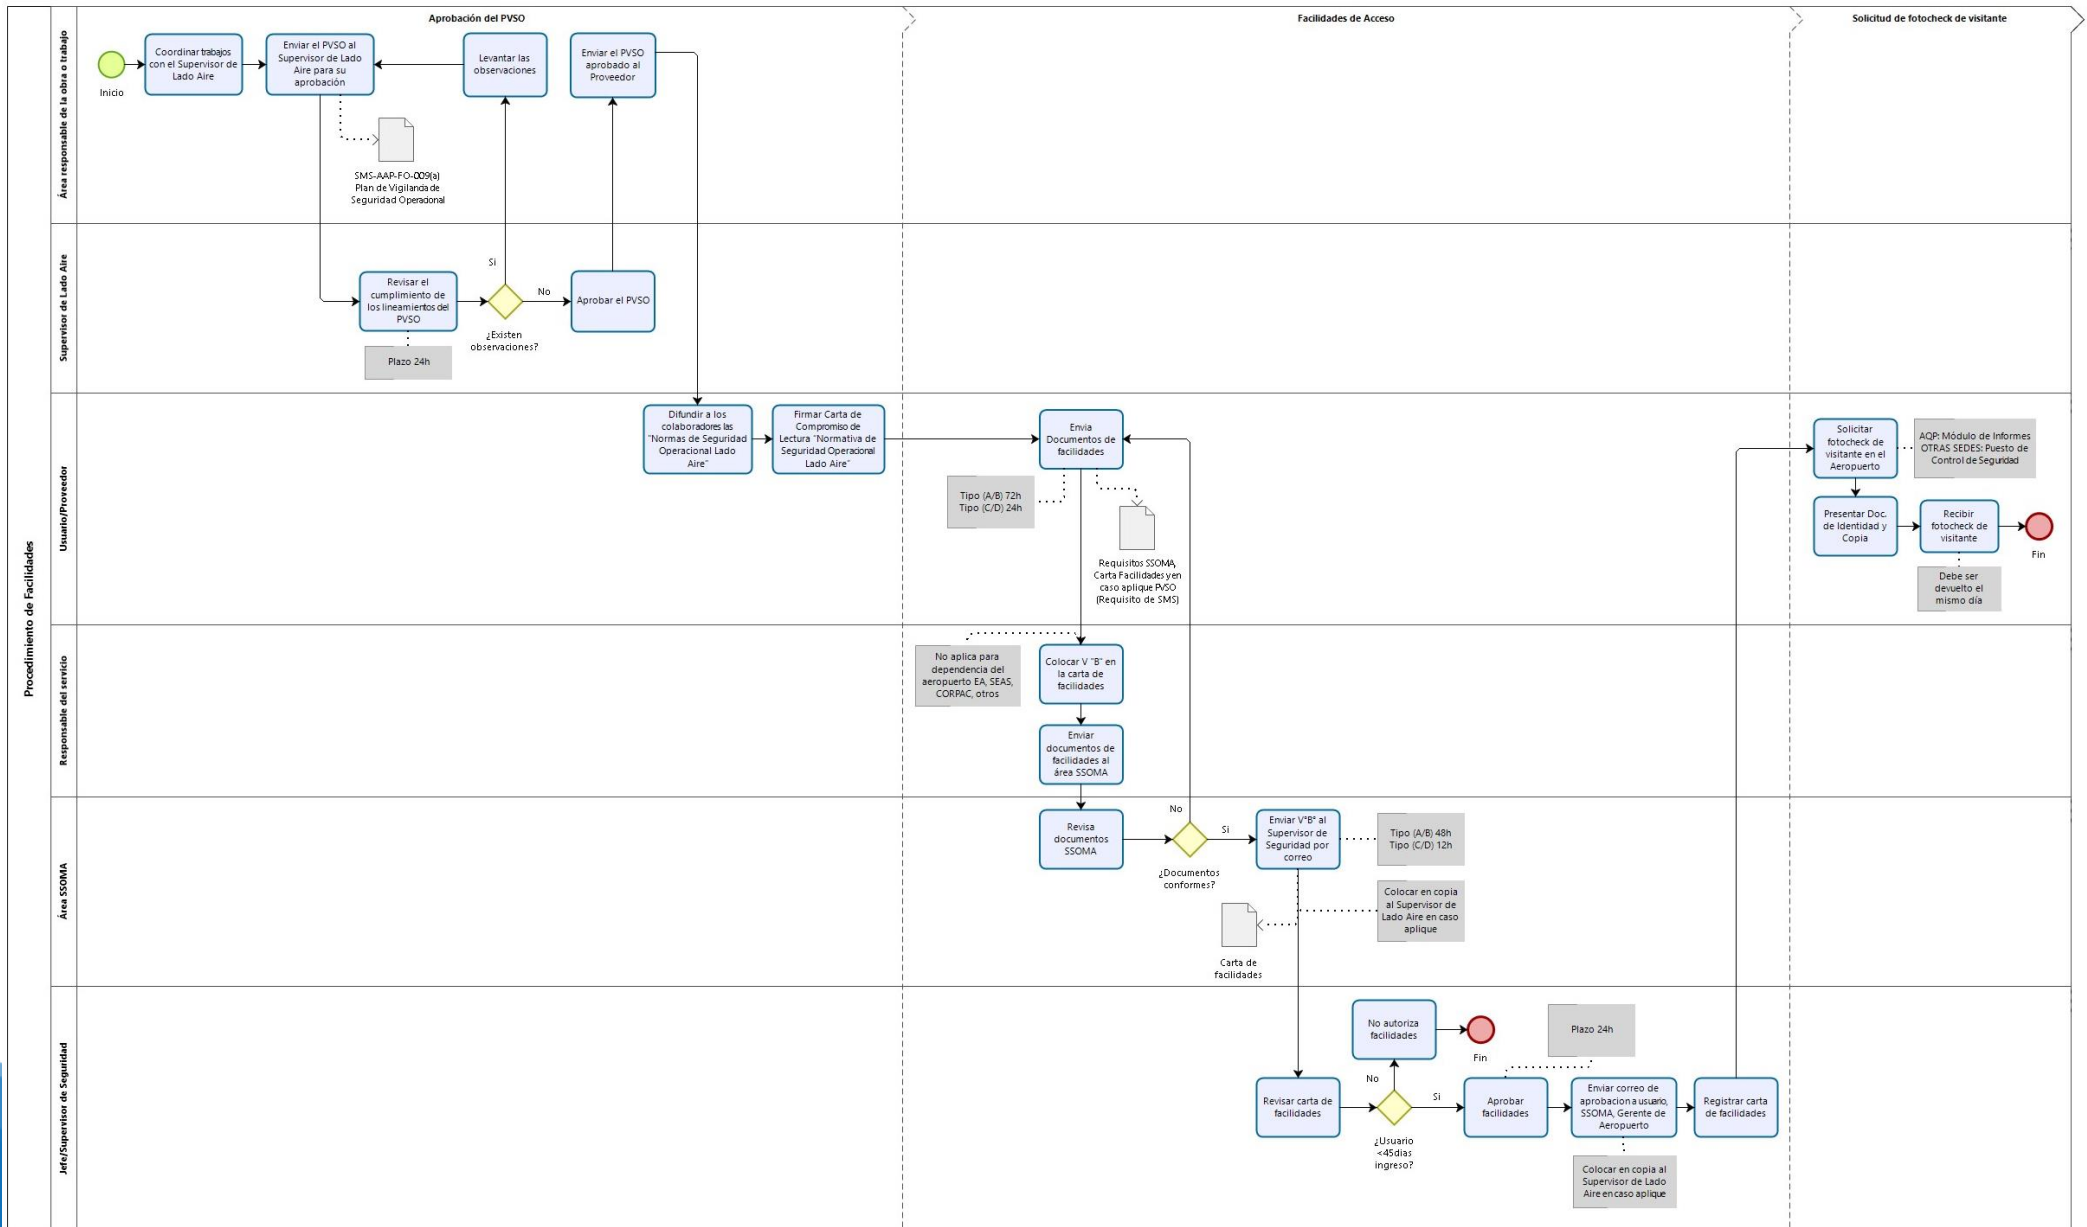 Aprobación del PVSO
Facilidades de Acceso
Solicitud de fotocheck de visitante
Procedimiento de Facilidades
Área responsable de la obra o trabajo
Inicio
Coordinar trabajos
con el Supervisor de
Lado Aire
Enviar el PVSO al
Supervisor de Lado
Aire para su
aprobación
Levantar las
observaciones
Enviar el PVSO
aprobado al
Proveedor
SMS-AAP-FO-009(a)
Plan de Vigilancia de
Seguridad Operacional
Supervisor de Lado Aire
Revisar el
cumplimiento de
los lineamientos del
PVSO
Plazo 24h
Si
No
¿Existen
observaciones?
Aprobar el PVSO
Usuario/Proveedor
Difundir a los
colaboradores las
"Normas de Seguridad
Operacional Lado
Aire"
Firmar Carta de
Compromiso de
Lectura "Normativa de
Seguridad Operacional
Lado Aire"
Envia
Documentos de
facilidades
Tipo (A/B) 72h
Tipo (C/D) 24h
Requisitos SSOMA,
Carta Facilidades y en
caso aplique PVSO
(Requisito de SMS)
Solicitar
fotocheck de
visitante en el
Aeropuerto
AQP: Módulo de Informes
OTRAS SEDES: Puesto de
Control de Seguridad
Presentar Doc.
de Identidad y
Copia
Recibir
fotocheck de
visitante
Fin
Debe ser
devuelto el
mismo día
Responsable del servicio
No aplica para
dependencia del
aeropuerto EA, SEAS,
CORPAC, otros
Colocar V "B" en
la carta de
facilidades
Enviar
documentos de
facilidades al
área SSOMA
Área SSOMA
Revisa
documentos
SSOMA
No
Si
¿Documentos
conformes?
Enviar V°B° al
Supervisor de
Seguridad por
correo
Tipo (A/B) 48h
Tipo (C/D) 12h
Colocar en copia
al Supervisor de
Lado Aire en caso
aplique
Carta de
facilidades
Jefe/Supervisor de Seguridad
Revisar carta de
facilidades
No autoriza
facilidades
Fin
No
Si
¿Usuario
<45dias
ingreso?
Plazo 24h
Aprobar
facilidades
Enviar correo de
aprobacion a usuario,
SSOMA, Gerente de
Aeropuerto
Registrar carta
de facilidades
Colocar en copia al
Supervisor de Lado
Aire en caso aplique